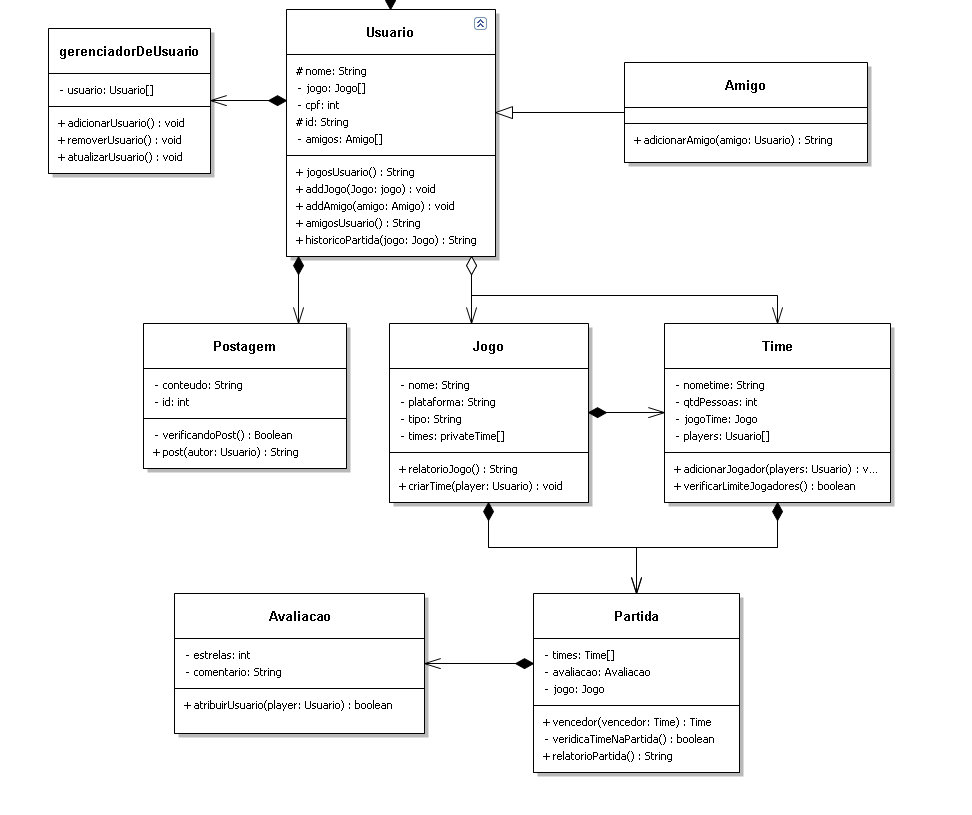 gerenciadorDeUsuario
- usuario: Usuario[]
+ adicionarUsuario() : void
+ removerUsuario() : void
+ atualizarUsuario() : void
Usuario
# nome: String
- jogo: Jogo[]
- cpf: int
# id: String
- amigos: Amigo[]
+ jogosUsuario() : String
+ addJogo(Jogo: jogo) : void
+ addAmigo(amigo: Amigo) : void
+ amigosUsuario() : String
+ historicoPartida(jogo: Jogo) : String
Amigo
+ adicionarAmigo(amigo: Usuario) : String
Postagem
- conteudo: String
- id: int
- verificandoPost() : Boolean
+ post(autor: Usuario) : String
Jogo
- nome: String
- plataforma: String
- tipo: String
- times: privateTime[]
+ relatorioJogo() : String
+ criarTime(player: Usuario) : void
Time
- nometime: String
- qtdPessoas: int
- jogoTime: Jogo
- players: Usuario[]
+ adicionarJogador(players: Usuario) : v...
+ verificarLimiteJogadores() : boolean
Avaliacao
- estrelas: int
- comentario: String
+ atribuirUsuario(player: Usuario) : boolean
Partida
- times: Time[]
- avaliacao: Avaliacao
- jogo: Jogo
+ vencedor(vencedor: Time) : Time
- veridicaTimeNaPartida() : boolean
+ relatorioPartida() : String